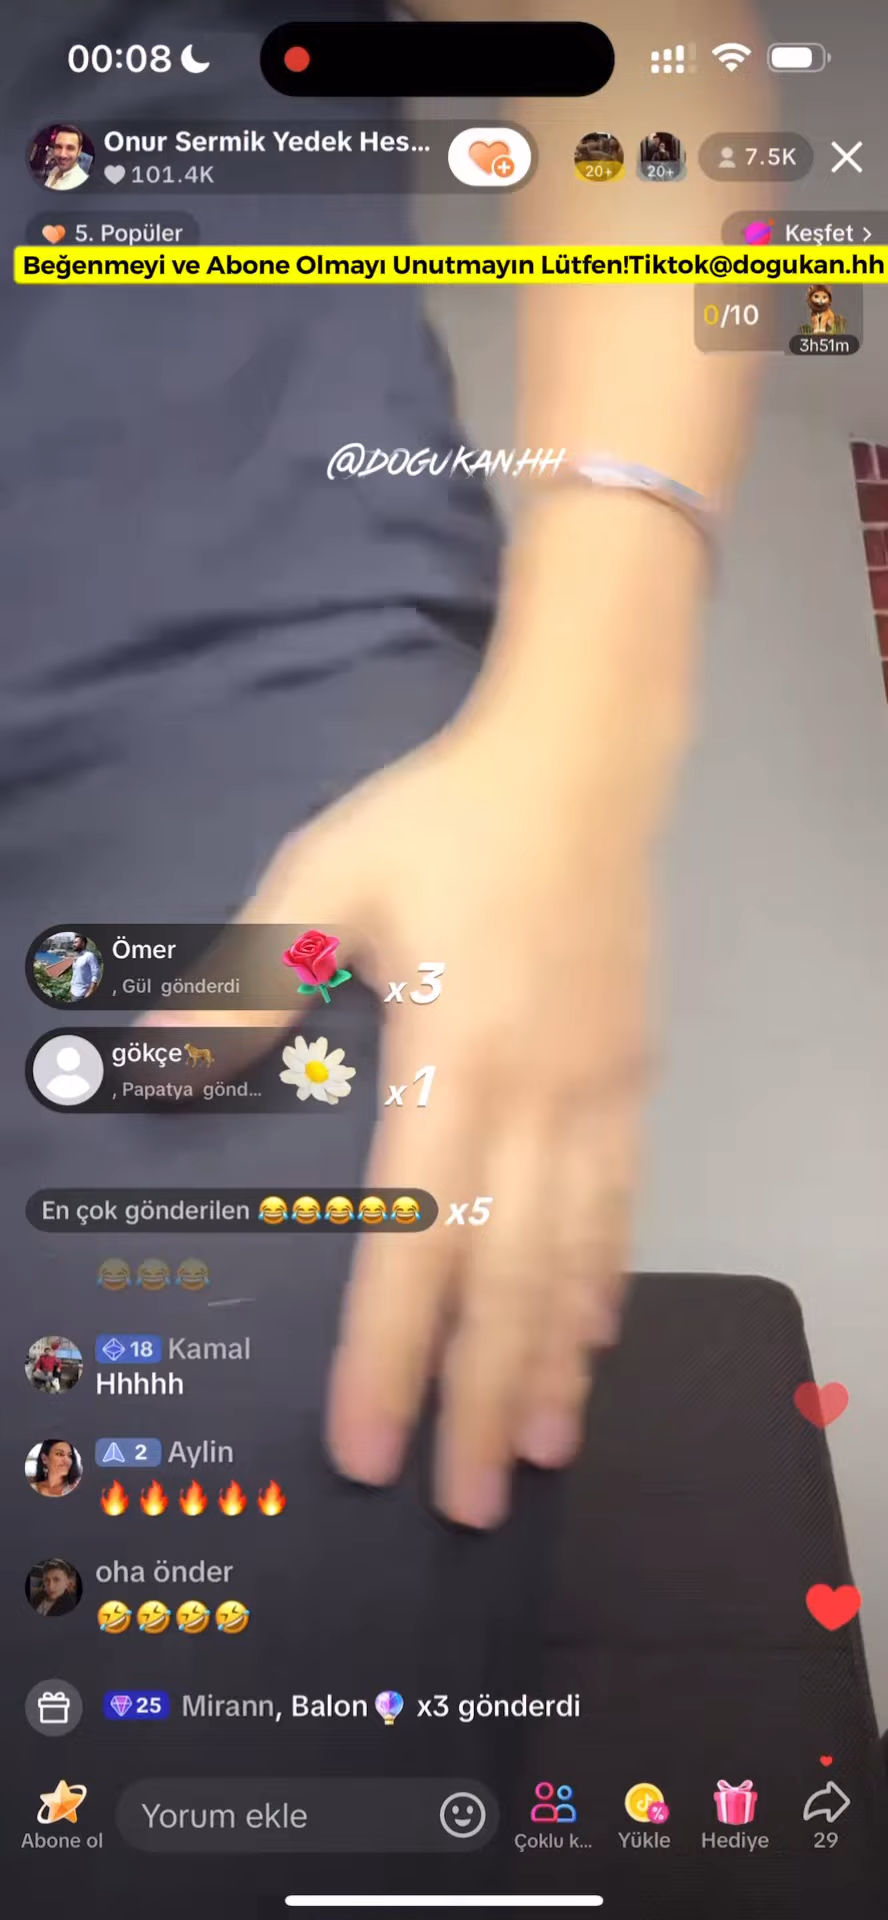 00:08
Onur Sermik Yedek Hes...
101.4K
20+
20+
7.5K
5. Popüler
Keşfet >
Beğenmeyi ve Abone Olmayı Unutmayın Lütfen!Tiktok@dogukan.hh
0/10
3h51m
@DOGUKAN.HH
Ömer
, Gül gönderdi
x3
gökçe
, Papatya gönd...
x1
En çok gönderilen 😂😂😂😂😂 x5
😂😂😂
18 Kamal
Hhhhh
2 Aylin
🔥🔥🔥🔥🔥
oha önder
🤣🤣🤣🤣
25 Mirann, Balon x3 gönderdi
Abone ol
Yorum ekle
Çoklu k...
Yükle
Hediye
29